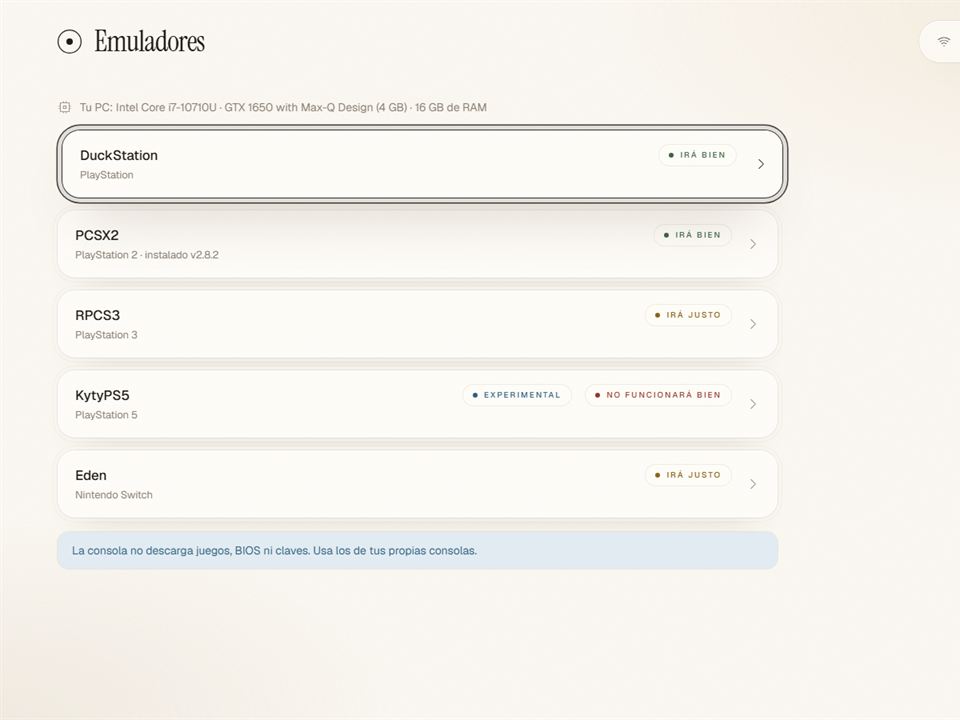 Emuladores
Tu PC: Intel Core i7-10710U · GTX 1650 with Max-Q Design (4 GB) · 16 GB de RAM
DuckStation
IRÁ BIEN
PlayStation
PCSX2
IRÁ BIEN
PlayStation 2 · instalado v2.8.2
RPCS3
IRÁ JUSTO
PlayStation 3
KytyPS5
EXPERIMENTAL
NO FUNCIONARÁ BIEN
PlayStation 5
Eden
IRÁ JUSTO
Nintendo Switch
La consola no descarga juegos, BIOS ni claves. Usa los de tus propias consolas.